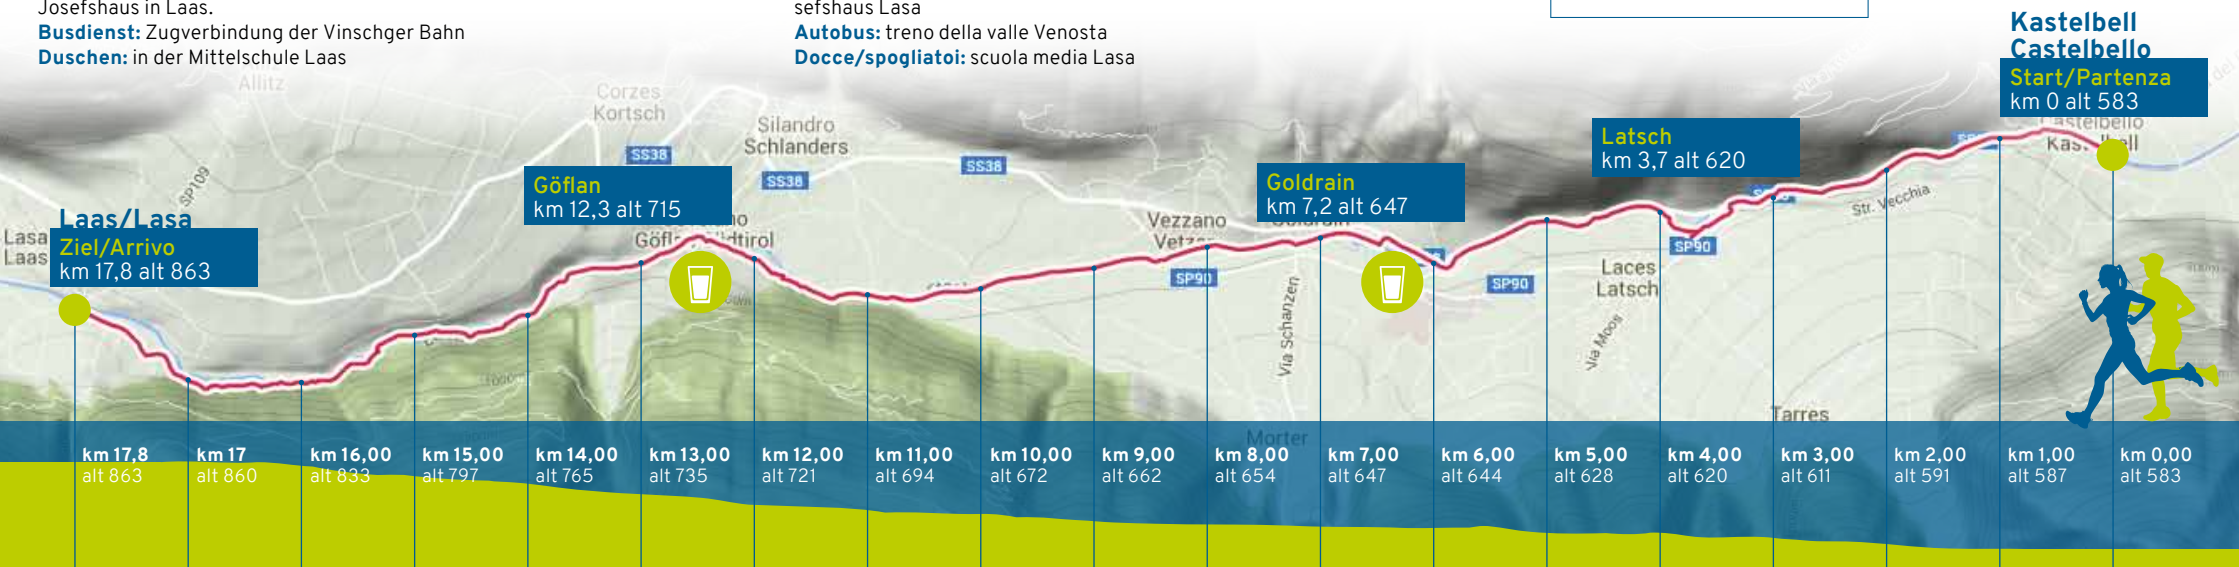 Josefshaus in Laas.
Busdienst: Zugverbindung der Vinschger Bahn
Duschen: in der Mittelschule Laas
sefshaus Lasa
Autobus: treno della valle Venosta
Docce/spogliatoi: scuola media Lasa
Kastelbell
Castelbello
Start/Partenza
km 0 alt 583
Kas
Allitz
Corzes
Kortsch
Silandro
Schlanders
SS38
SS38
SS38
SP109
Latsch
km 3,7 alt 620
Göflan
km 12,3 alt 715
Goldrain
km 7,2 alt 647
Laas/Lasa
Ziel/Arrivo
km 17,8 alt 863
Lasa
Laas
Vezzano
SP90
SP90
SP90
Str. Vecchia
Laces
Latsch
Via Schanzen
Via Moos
Tarres
Morter
km 17,8
alt 863
km 17
alt 860
km 16,00
alt 833
km 15,00
alt 797
km 14,00
alt 765
km 13,00
alt 735
km 12,00
alt 721
km 11,00
alt 694
km 10,00
alt 672
km 9,00
alt 662
km 8,00
alt 654
km 7,00
alt 647
km 6,00
alt 644
km 5,00
alt 628
km 4,00
alt 620
km 3,00
alt 611
km 2,00
alt 591
km 1,00
alt 587
km 0,00
alt 583